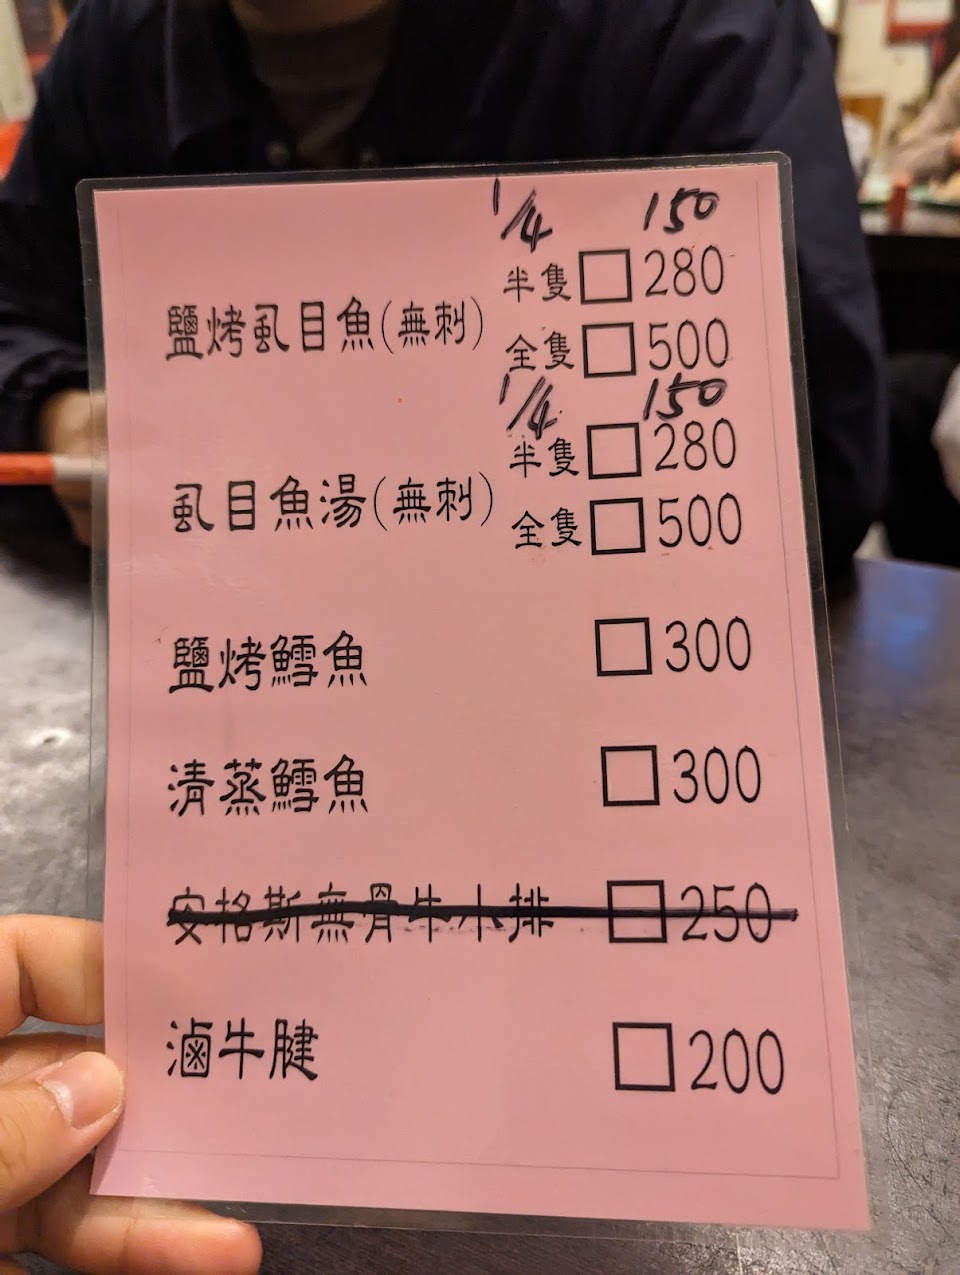 1/4 150
半隻 □ 280
鹽烤虱目魚(無刺)
全隻 □ 500
1/4 150
半隻 □ 280
虱目魚湯(無刺)
全隻 □ 500
鹽烤鱈魚 □ 300
清蒸鱈魚 □ 300
安格斯無骨牛小排 □ 250
滷牛腱 □ 200